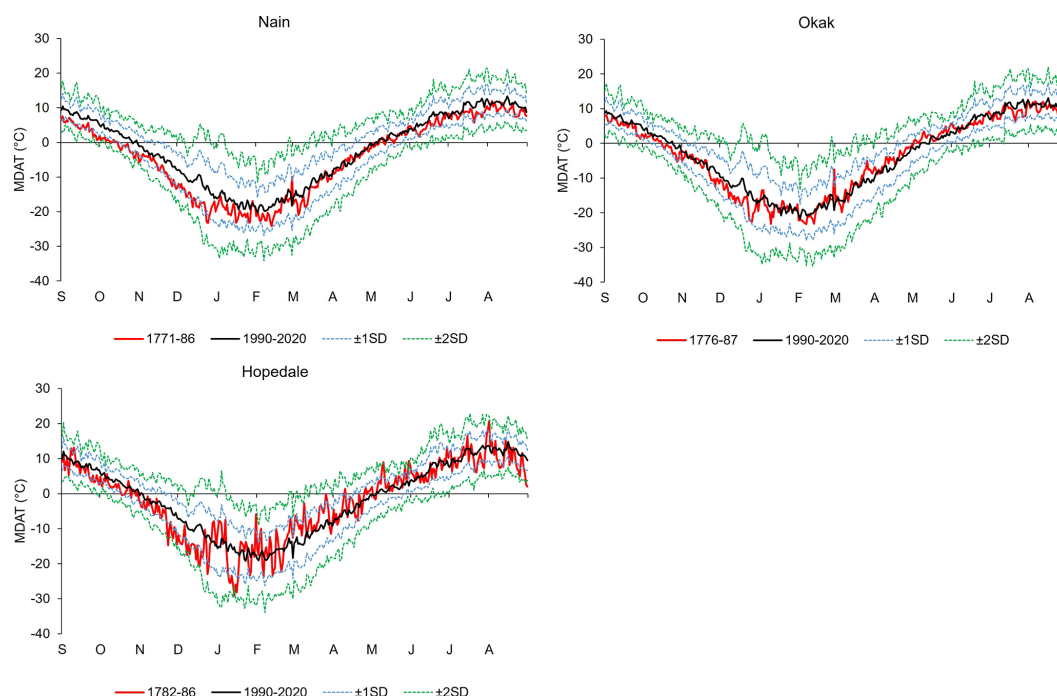 Nain
MDAT (°C)
30
20
10
0
-10
-20
-30
-40
S O N D J F M A M J J A
1771-86 1990-2020 ±1SD ±2SD
Okak
MDAT (°C)
30
20
10
0
-10
-20
-30
-40
S O N D J F M A M J J A
1776-87 1990-2020 ±1SD ±2SD
Hopedale
MDAT (°C)
30
20
10
0
-10
-20
-30
-40
S O N D J F M A M J J A
1782-86 1990-2020 ±1SD ±2SD